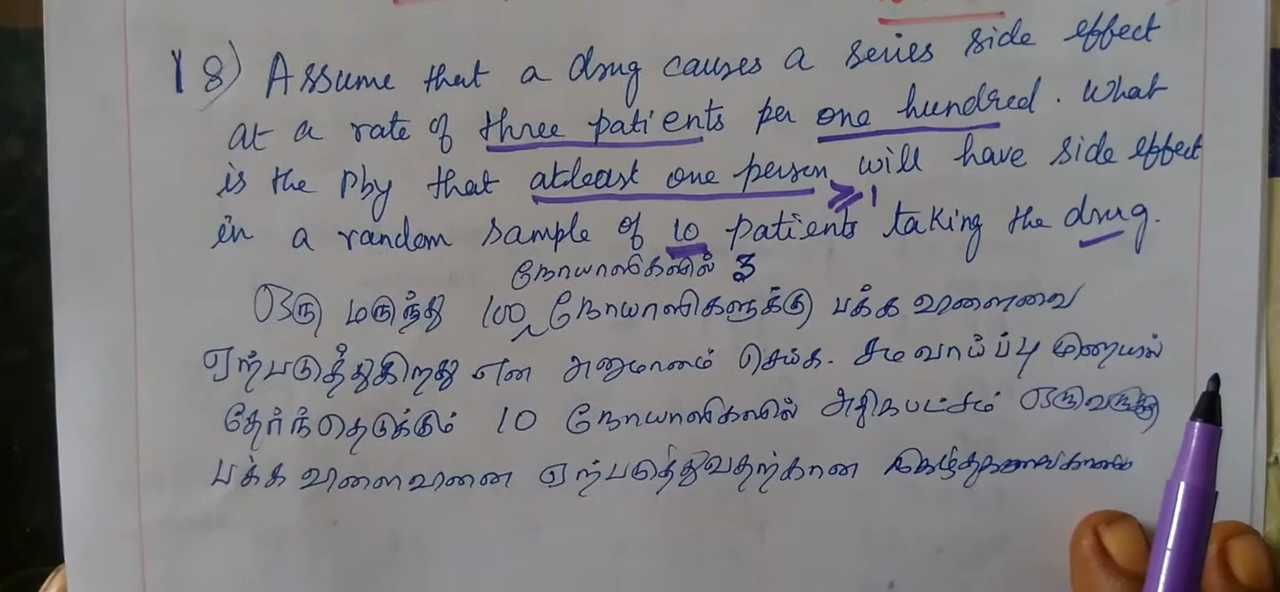 18) Assume that a drug causes a series side effect
at a rate of three patients per one hundred. What
is the pby that atleast one person will have side effect
≥1
in a random sample of 10 patients taking the drug.
நோயாளிகளில் 3
ஒரு மருந்து 100 நோயாளிகளுக்கு பக்க விளைவை
ஏற்படுத்துகிறது என அனுமானம் செய்க. சமவாய்ப்பு முறையில்
தேர்ந்தெடுக்கும் 10 நோயாளிகளில் அதிகபட்சம் ஒருவருக்கு
பக்க விளைவினை ஏற்படுத்துவதற்கான